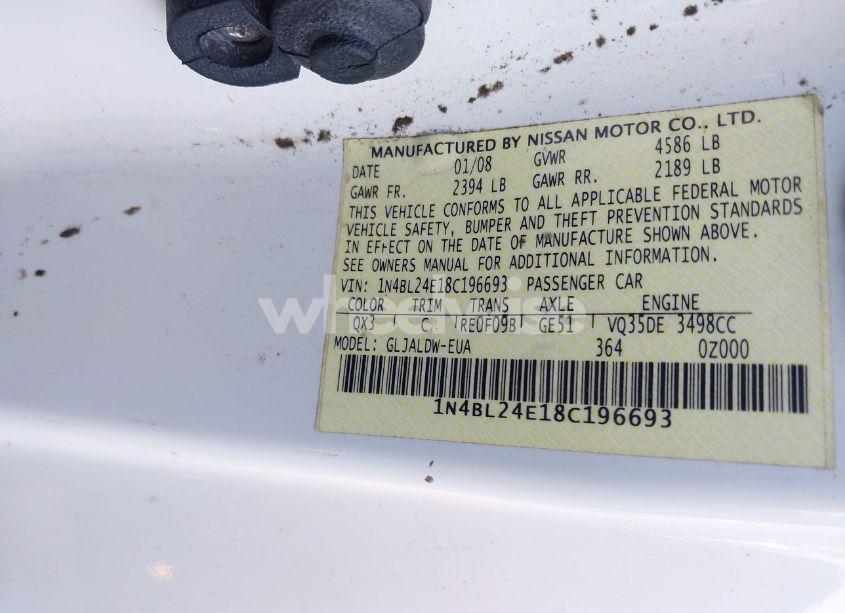 MANUFACTURED BY NISSAN MOTOR CO., LTD.
DATE 01/08 GVWR 4586 LB
GAWR FR. 2394 LB GAWR RR. 2189 LB
THIS VEHICLE CONFORMS TO ALL APPLICABLE FEDERAL MOTOR
VEHICLE SAFETY, BUMPER AND THEFT PREVENTION STANDARDS
IN EFFECT ON THE DATE OF MANUFACTURE SHOWN ABOVE.
SEE OWNERS MANUAL FOR ADDITIONAL INFORMATION.
VIN: 1N4BL24E18C196693 PASSENGER CAR
COLOR TRIM TRANS AXLE ENGINE
QX3 C RE0F09B GE51 VQ35DE 3498CC
MODEL: GLJALDW-EUA 364 0Z000
1N4BL24E18C196693
wheelwise